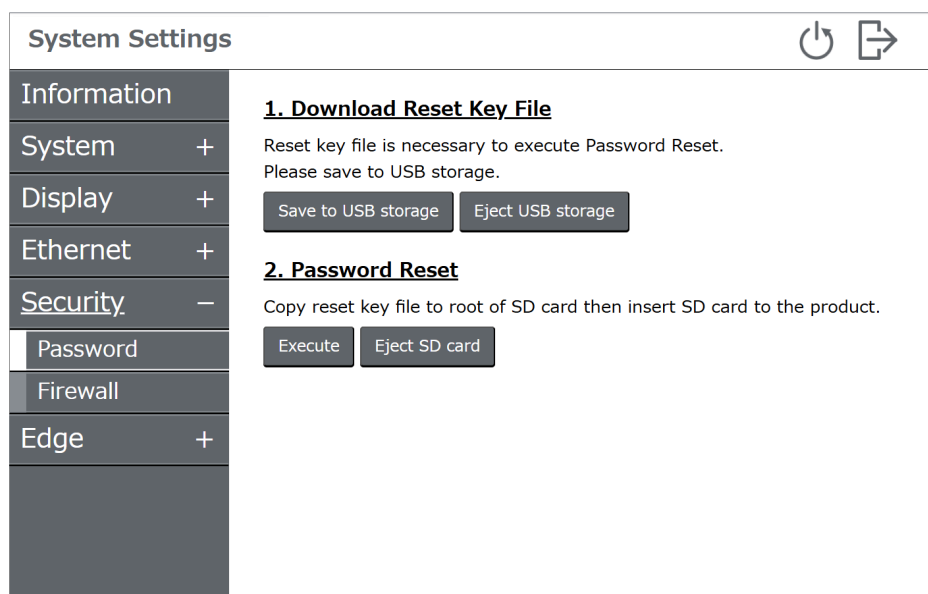 System Settings
Information
System +
Display +
Ethernet +
Security −
Password
Firewall
Edge +
1. Download Reset Key File
Reset key file is necessary to execute Password Reset.
Please save to USB storage.
Save to USB storage Eject USB storage
2. Password Reset
Copy reset key file to root of SD card then insert SD card to the product.
Execute Eject SD card